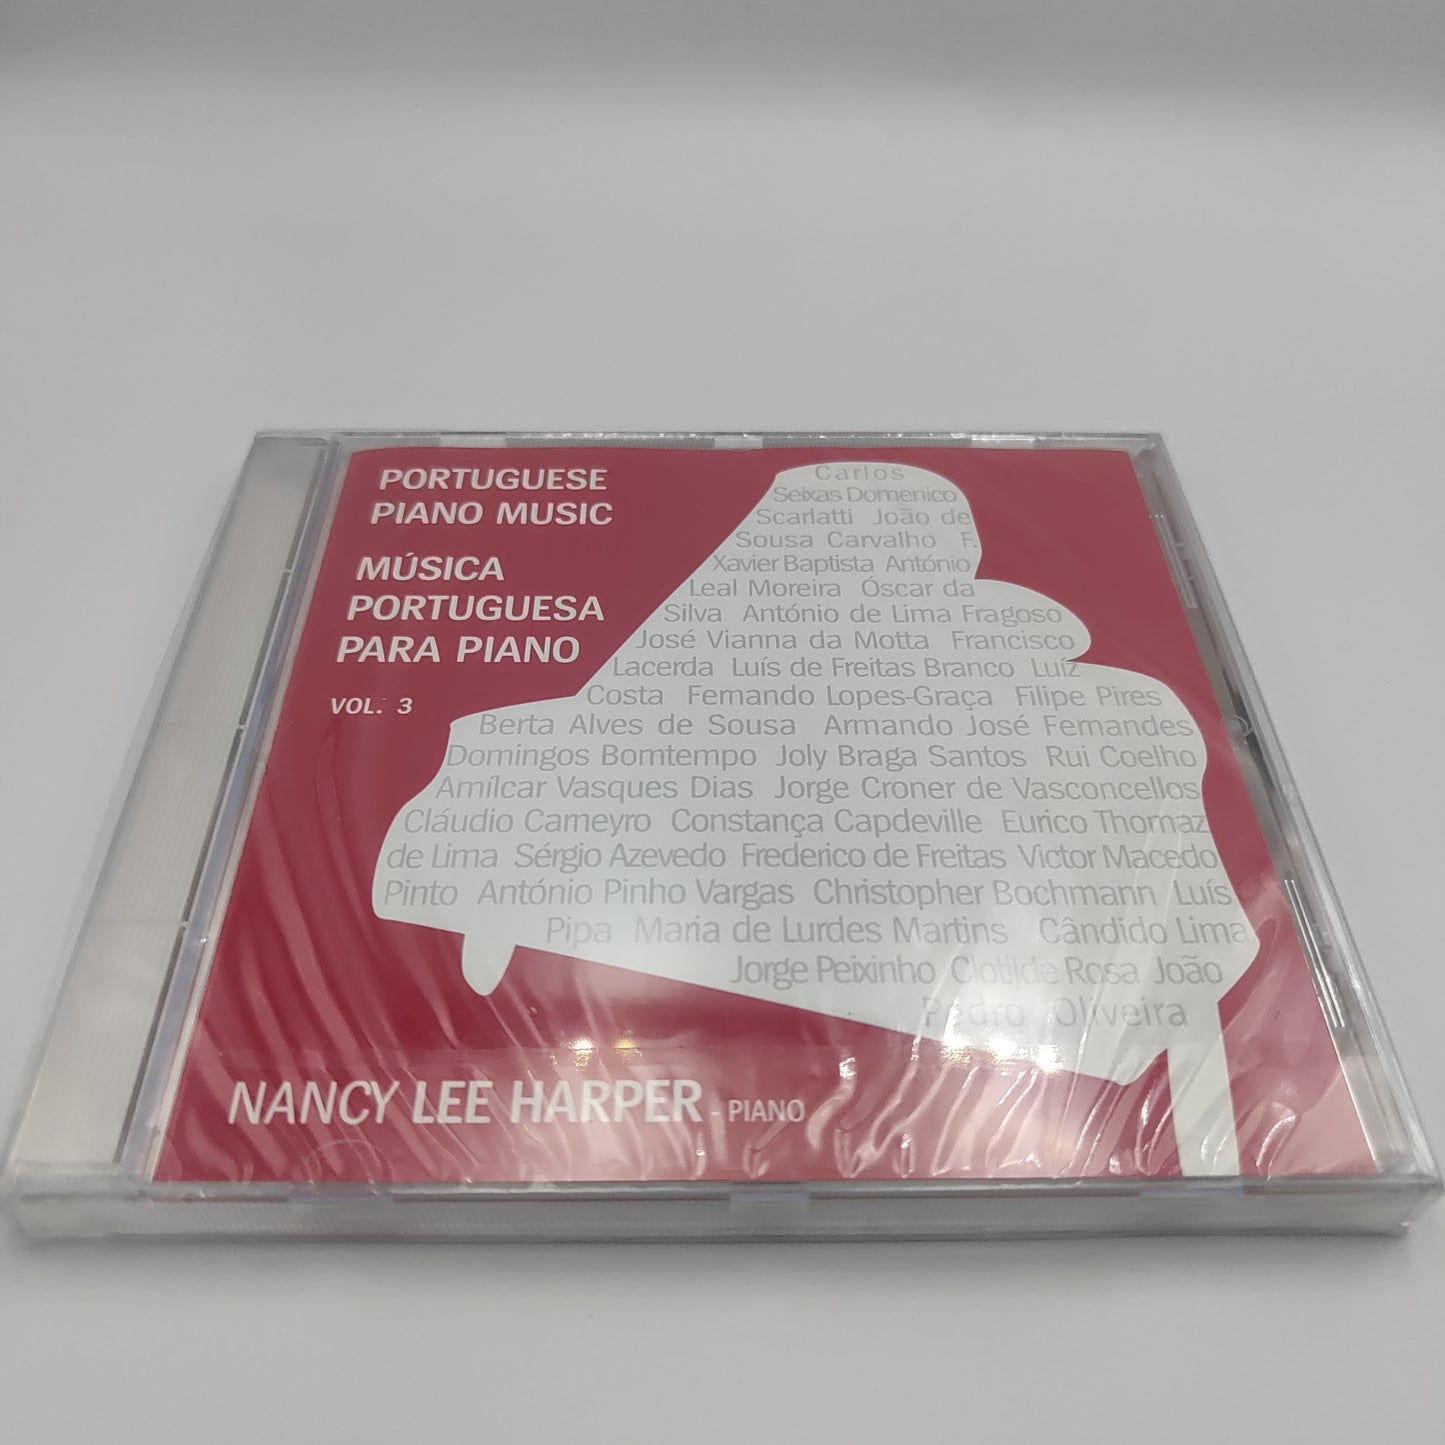 PORTUGUESE
PIANO MUSIC
MÚSICA
PORTUGUESA
PARA PIANO
VOL. 3
Carlos
Seixas Domenico
Scarlatti João de
Sousa Carvalho F.
Xavier Baptista António
Leal Moreira Óscar da
Silva António de Lima Fragoso
José Vianna da Motta Francisco
Lacerda Luís de Freitas Branco Luíz
Costa Fernando Lopes-Graça Filipe Pires
Berta Alves de Sousa Armando José Fernandes
Domingos Bomtempo Joly Braga Santos Rui Coelho
Amílcar Vasques Dias Jorge Croner de Vasconcellos
Cláudio Carneyro Constança Capdeville Eurico Thomaz
de Lima Sérgio Azevedo Frederico de Freitas Victor Macedo
Pinto António Pinho Vargas Christopher Bochmann Luís
Pipa Maria de Lurdes Martins Cândido Lima
Jorge Peixinho Clotilde Rosa João
Pedro Oliveira
NANCY LEE HARPER - PIANO